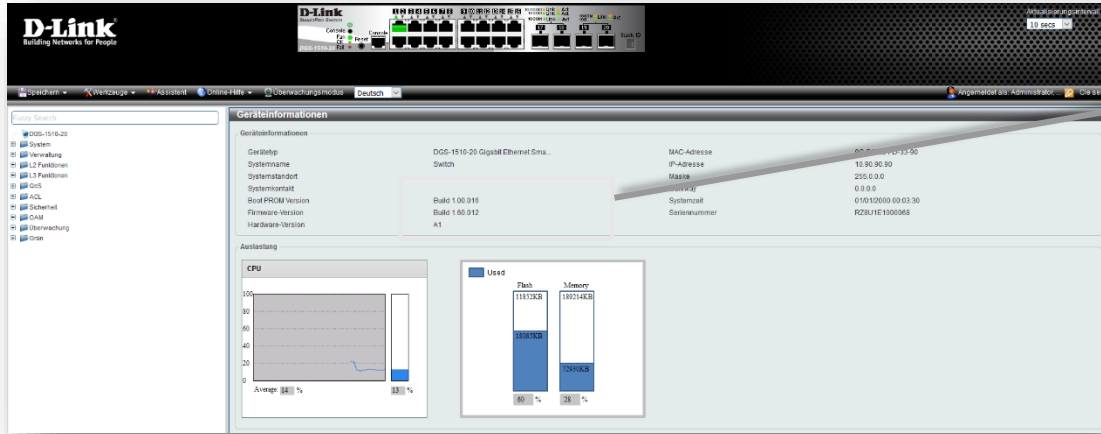 D-Link
Building Networks for People
D-Link
Console
Reset
Console
DGS-1510-20
Stack ID
Aktualisierungsinterval
10 secs
Speichern
Werkzeuge
Assistent
Online-Hilfe
Überwachungsmodus
Deutsch
Angemeldet als: Administrator, ...
Fuzzy Search
DGS-1510-20
System
Verwaltung
L2 Funktionen
L3 Funktionen
QoS
ACL
Sicherheit
OAM
Überwachung
Grün
Geräteinformationen
Geräteinformationen
Gerätetyp DGS-1510-20 Gigabit Ethernet Sma... MAC-Adresse
Systemname Switch IP-Adresse 10.90.90.90
Systemstandort Maske 255.0.0.0
Systemkontakt 0.0.0.0
Boot PROM Version Build 1.00.016 Systemzeit 01/01/2000 00:03:30
Firmware-Version Build 1.60.012 Seriennummer RZ8U1E1000068
Hardware-Version A1
Auslastung
CPU
100
80
60
40
20
0
Average: 14 %
13 %
Used
Flash Memory
11852KB 189214KB
18085KB
72930KB
60 % 28 %